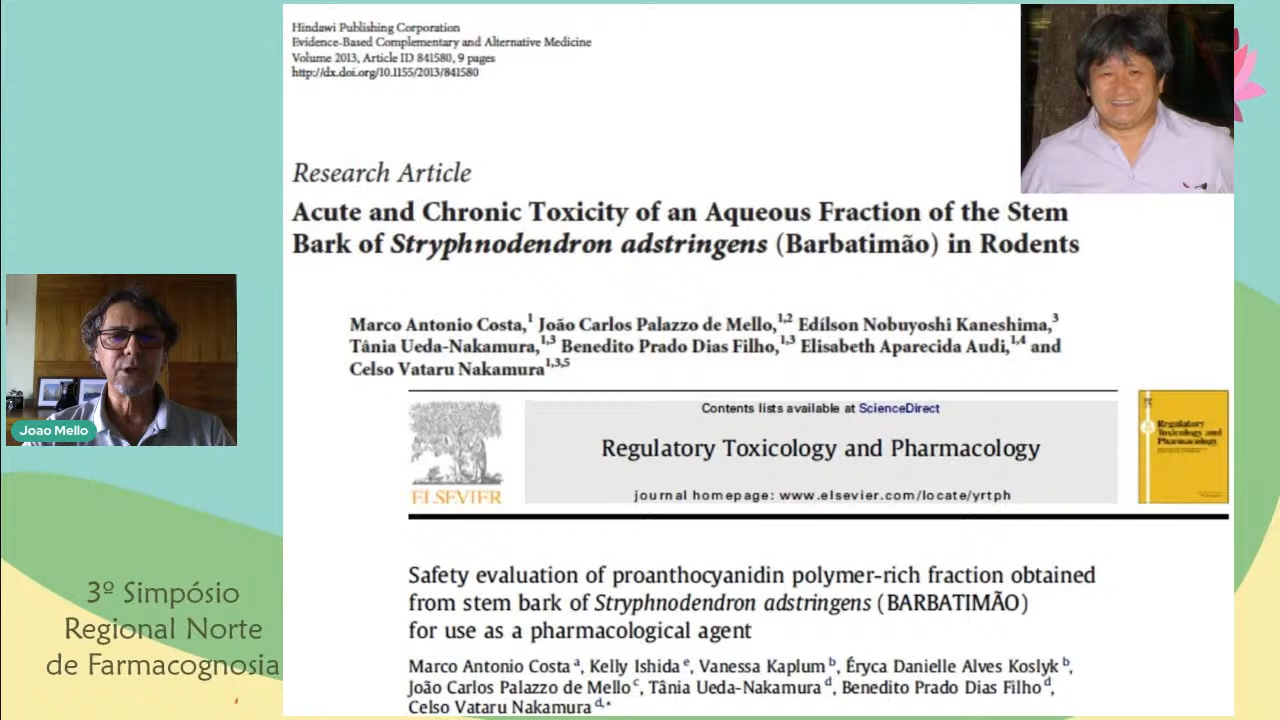 Hindawi Publishing Corporation
Evidence-Based Complementary and Alternative Medicine
Volume 2013, Article ID 841580, 9 pages
http://dx.doi.org/10.1155/2013/841580
Research Article
Acute and Chronic Toxicity of an Aqueous Fraction of the Stem
Bark of Stryphnodendron adstringens (Barbatimão) in Rodents
Marco Antonio Costa,1 João Carlos Palazzo de Mello,1,2 Edílson Nobuyoshi Kaneshima,3
Tânia Ueda-Nakamura,1,3 Benedito Prado Dias Filho,1,3 Elisabeth Aparecida Audi,1,4 and
Celso Vataru Nakamura1,3,5
Contents lists available at ScienceDirect
Regulatory Toxicology and Pharmacology
journal homepage: www.elsevier.com/locate/yrtph
ELSEVIER
Regulatory
Toxicology and
Pharmacology
Safety evaluation of proanthocyanidin polymer-rich fraction obtained
from stem bark of Stryphnodendron adstringens (BARBATIMÃO)
for use as a pharmacological agent
Marco Antonio Costa a, Kelly Ishida e, Vanessa Kaplum b, Éryca Danielle Alves Koslyk b,
João Carlos Palazzo de Mello c, Tânia Ueda-Nakamura d, Benedito Prado Dias Filho d,
Celso Vataru Nakamura d,*
Joao Mello
3º Simpósio
Regional Norte
de Farmacognosia